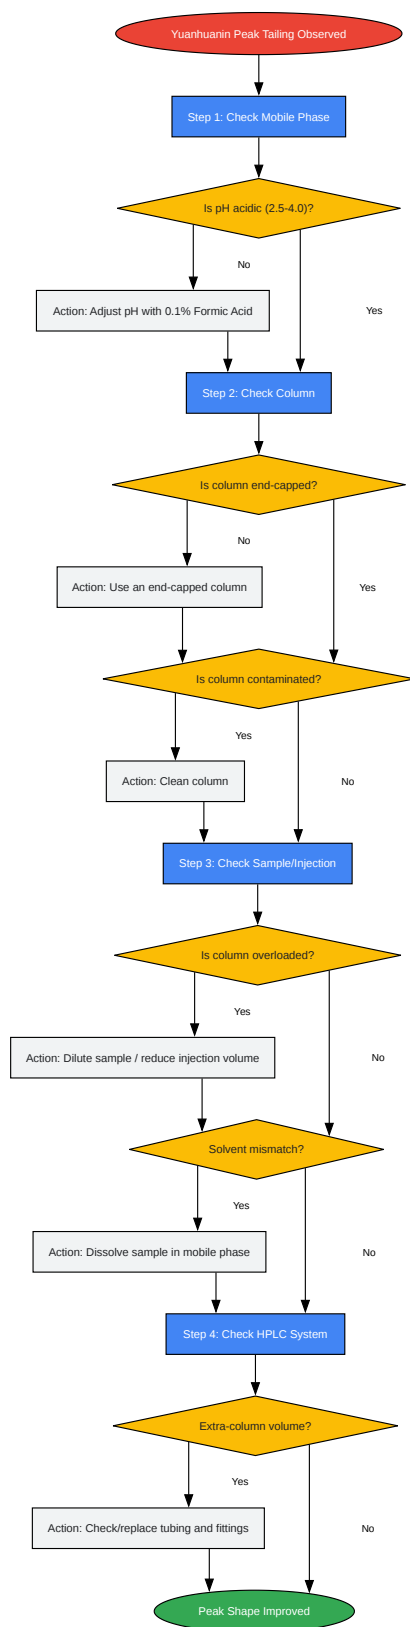 Yuanhuanin Peak Tailing Observed
Step 1: Check Mobile Phase
Is pH acidic (2.5-4.0)?
No
Action: Adjust pH with 0.1% Formic Acid
Yes
Step 2: Check Column
Is column end-capped?
No
Action: Use an end-capped column
Yes
Is column contaminated?
Yes
Action: Clean column
No
Step 3: Check Sample/Injection
Is column overloaded?
Yes
Action: Dilute sample / reduce injection volume
No
Solvent mismatch?
Yes
Action: Dissolve sample in mobile phase
No
Step 4: Check HPLC System
Extra-column volume?
Yes
Action: Check/replace tubing and fittings
No
Peak Shape Improved